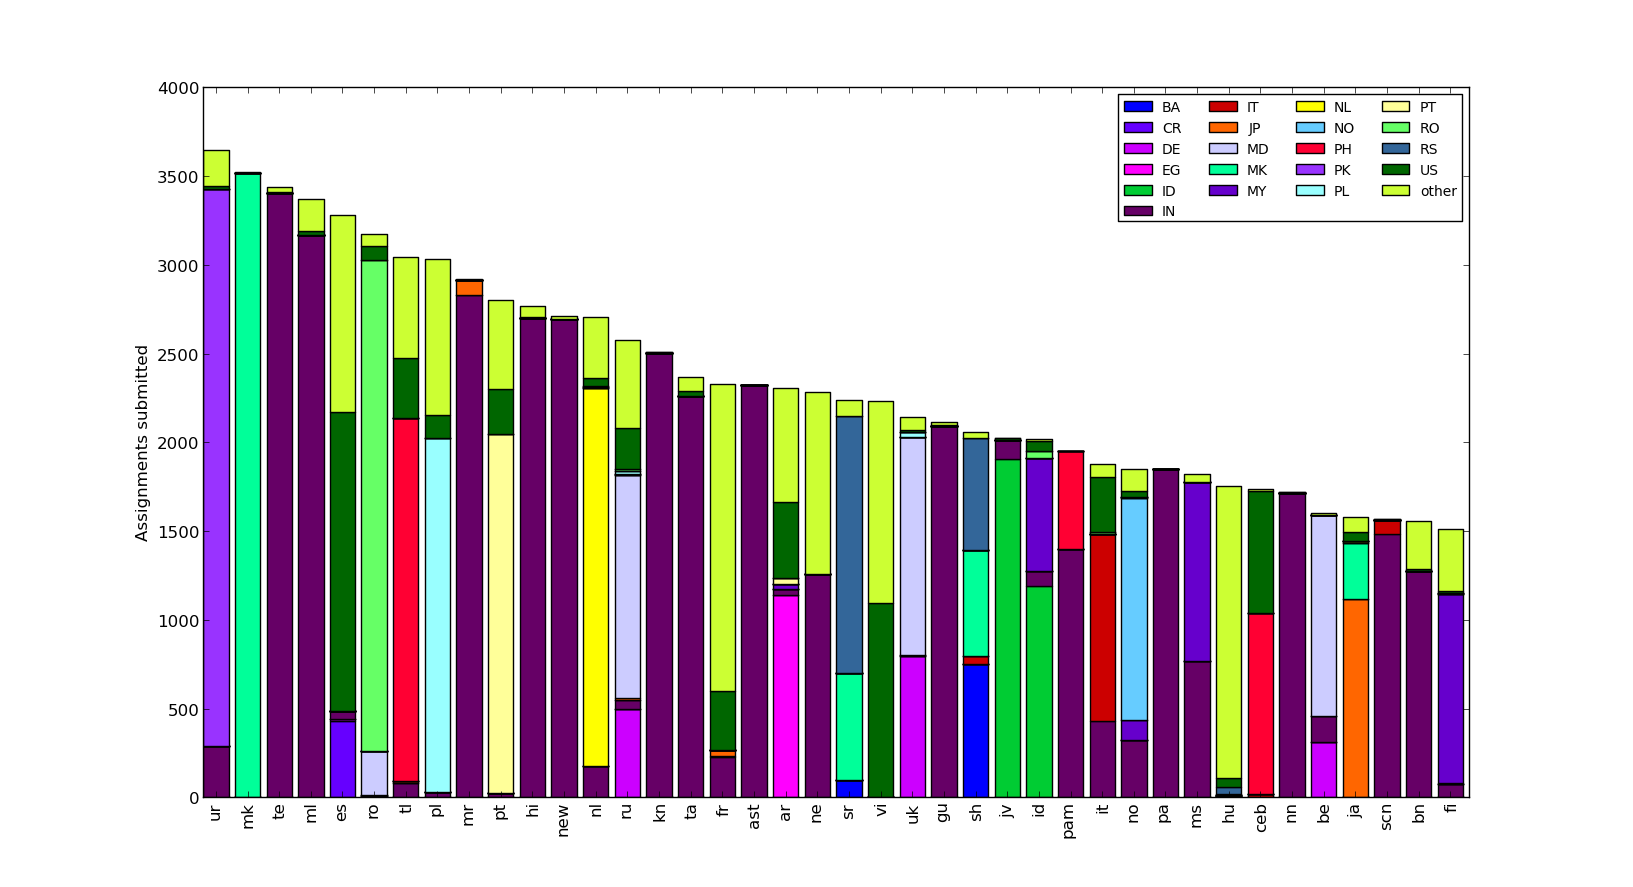 4000
3500
3000
2500
2000
1500
1000
500
0
Assignments submitted
BA IT NL PT
CR JP NO RO
DE MD PH RS
EG MK PK US
ID MY PL other
IN
ur mk te ml es ro tl pl mr pt hi new nl ru kn ta fr ast ar ne sr vi uk gu sh jv id pam it no pa ms hu ceb nn be ja scn bn fi